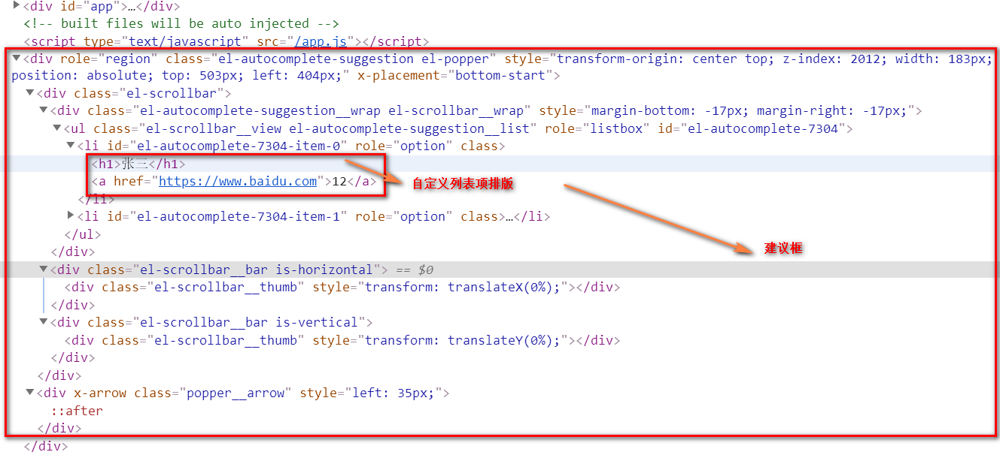 <div id="app">…</div>
<!-- built files will be auto injected -->
<script type="text/javascript" src="/app.js"></script>
<div role="region" class="el-autocomplete-suggestion el-popper" style="transform-origin: center top; z-index: 2012; width: 183px;
position: absolute; top: 503px; left: 404px;" x-placement="bottom-start">
<div class="el-scrollbar">
<div class="el-autocomplete-suggestion__wrap el-scrollbar__wrap" style="margin-bottom: -17px; margin-right: -17px;">
<ul class="el-scrollbar__view el-autocomplete-suggestion__list" role="listbox" id="el-autocomplete-7304">
<li id="el-autocomplete-7304-item-0" role="option" class>
<h1>张三</h1>
<a href="https://www.baidu.com">12</a>
自定义列表项排版
</li>
<li id="el-autocomplete-7304-item-1" role="option" class>…</li>
</ul>
建议框
</div>
<div class="el-scrollbar__bar is-horizontal"> == $0
<div class="el-scrollbar__thumb" style="transform: translateX(0%);"></div>
</div>
<div class="el-scrollbar__bar is-vertical">
<div class="el-scrollbar__thumb" style="transform: translateY(0%);"></div>
</div>
</div>
<div x-arrow class="popper__arrow" style="left: 35px;">
::after
</div>
</div>